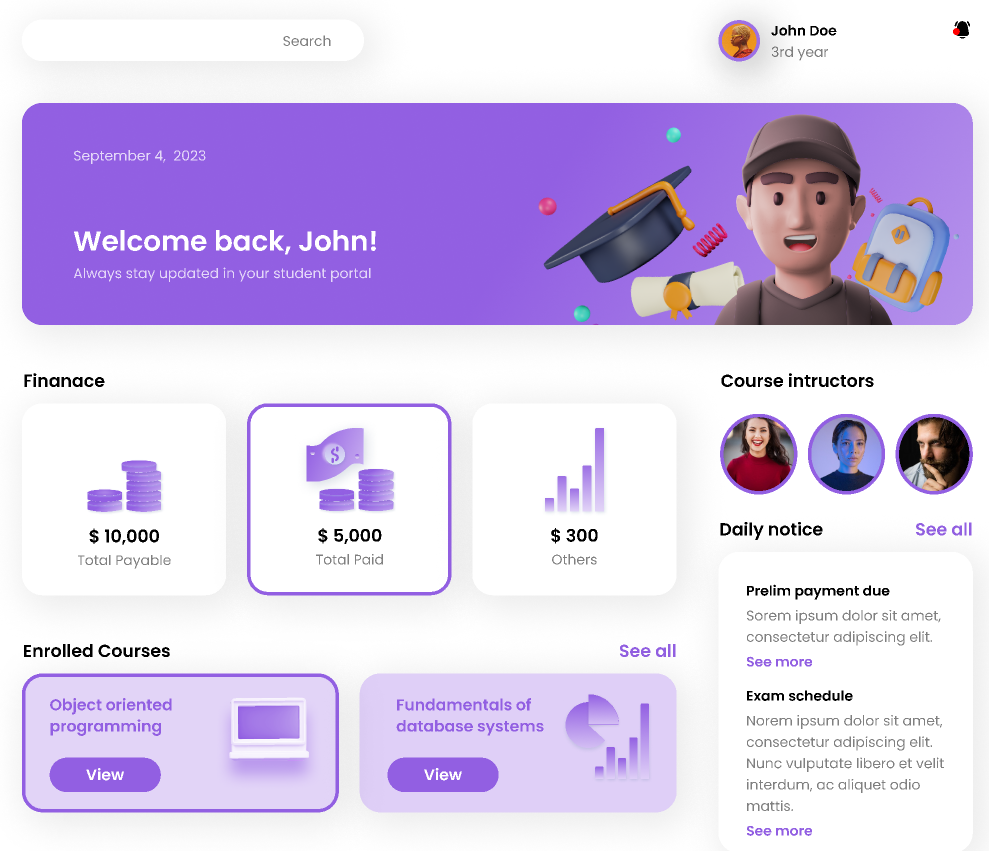 Search
John Doe
3rd year
September 4,  2023
Welcome back, John!
Always stay updated in your student portal
Finanace
$ 10,000
Total Payable
$
$ 5,000
Total Paid
$ 300
Others
Course intructors
Daily notice
See all
Prelim payment due
Sorem ipsum dolor sit amet,
consectetur adipiscing elit.
See more
Exam schedule
Norem ipsum dolor sit amet,
consectetur adipiscing elit.
Nunc vulputate libero et velit
interdum, ac aliquet odio
mattis.
See more
Enrolled Courses
See all
Object oriented
programming
View
Fundamentals of
database systems
View